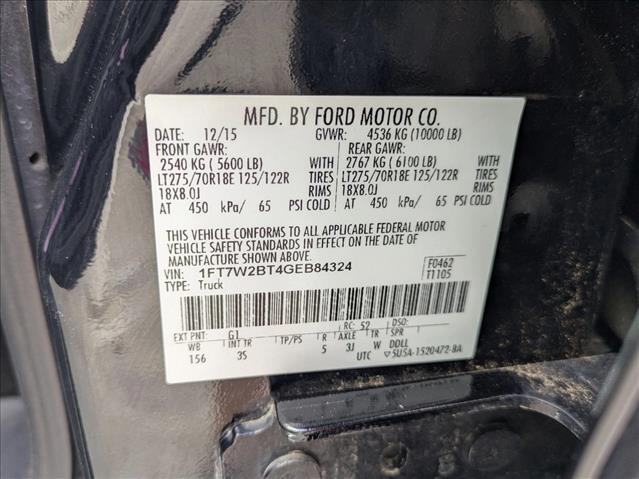 MFD. BY FORD MOTOR CO.
DATE: 12/15 GVWR: 4536 KG (10000 LB)
FRONT GAWR: REAR GAWR:
2540 KG ( 5600 LB) WITH 2767 KG ( 6100 LB) WITH
LT275/70R18E 125/122R TIRES LT275/70R18E 125/122R TIRES
18X8.0J RIMS 18X8.0J RIMS
AT 450 kPa/ 65 PSI COLD AT 450 kPa/ 65 PSI COLD
THIS VEHICLE CONFORMS TO ALL APPLICABLE FEDERAL MOTOR
VEHICLE SAFETY STANDARDS IN EFFECT ON THE DATE OF
MANUFACTURE SHOWN ABOVE.
VIN: 1FT7W2BT4GEB84324 F0462
TYPE: Truck T1105
EXT PNT: G1 RC: 52 DSO:
WB INT TR TP/PS R AXLE TR SPR
156 3S 5 3J W DDLL
UTC 5U5A-1520472-BA